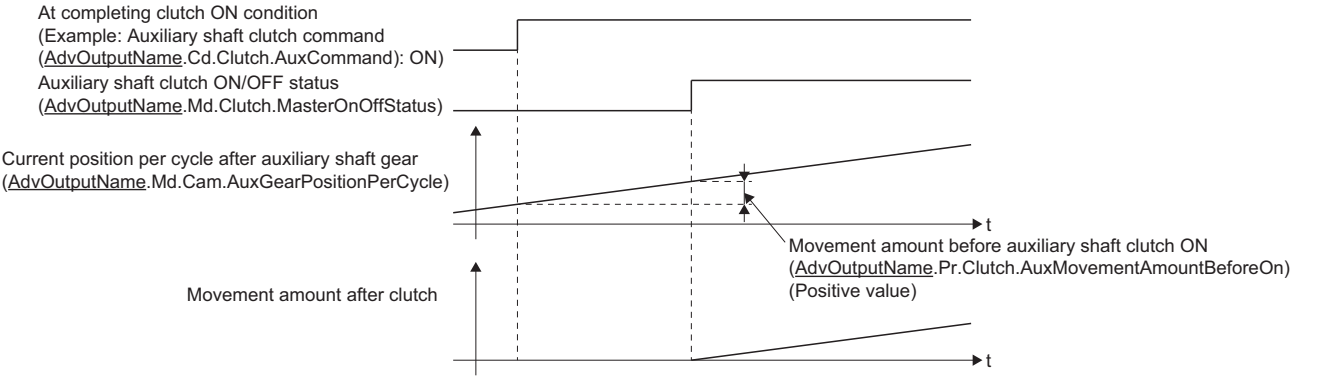 At completing clutch ON condition
(Example: Auxiliary shaft clutch command
(AdvOutputName.Cd.Clutch.AuxCommand): ON)
Auxiliary shaft clutch ON/OFF status
(AdvOutputName.Md.Clutch.MasterOnOffStatus)
Current position per cycle after auxiliary shaft gear
(AdvOutputName.Md.Cam.AuxGearPositionPerCycle)
t
Movement amount before auxiliary shaft clutch ON
(AdvOutputName.Pr.Clutch.AuxMovementAmountBeforeOn)
(Positive value)
Movement amount after clutch
t